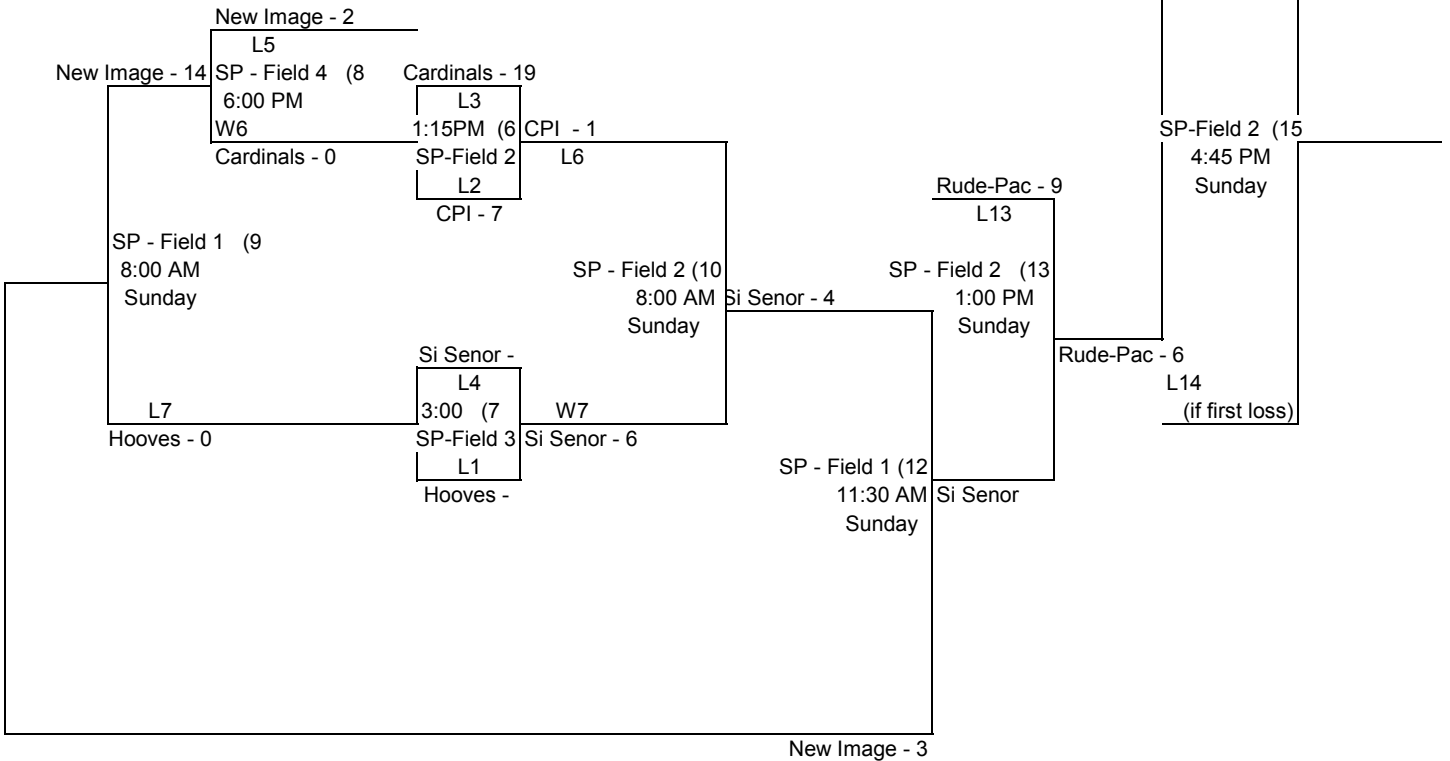 New Image - 2
L5
New Image - 14
SP - Field 4 (8
6:00 PM
W6
Cardinals - 0
Cardinals - 19
L3
1:15PM (6
SP-Field 2
L2
CPI - 7
CPI - 1
L6
SP - Field 1 (9
8:00 AM
Sunday
L7
Hooves - 0
Si Senor -
L4
3:00 (7
SP-Field 3
L1
Hooves -
W7
Si Senor - 6
SP - Field 2 (10
8:00 AM
Sunday
Si Senor - 4
SP - Field 1 (12
11:30 AM
Sunday
Si Senor
New Image - 3
Rude-Pac - 9
L13
SP - Field 2 (13
1:00 PM
Sunday
Rude-Pac - 6
L14
(if first loss)
SP-Field 2 (15
4:45 PM
Sunday